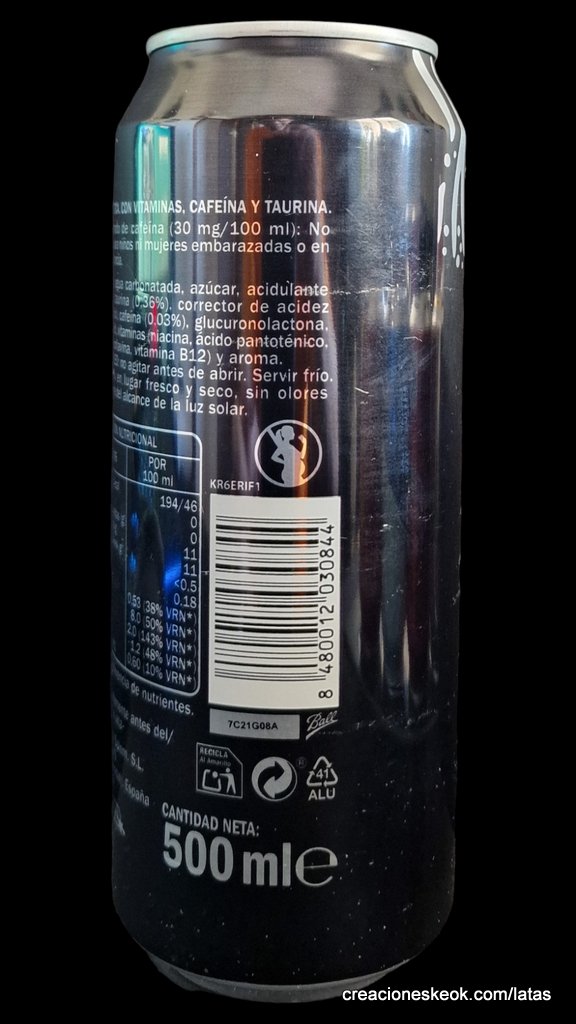 CON VITAMINAS, CAFEÍNA Y TAURINA.
de cafeína (30 mg/100 ml): No
ni mujeres embarazadas o en
carbonatada, azúcar, acidulante
(0,36%), corrector de acidez
cafeína (0,03%), glucuronolactona,
vitaminas (niacina, ácido pantoténico,
vitamina B12) y aroma.
no agitar antes de abrir. Servir frío.
en lugar fresco y seco, sin olores
del alcance de la luz solar.
NUTRICIONAL
POR
100 ml
194/46
0
0
11
11
<0.5
0.18
(38% VRN*)
8.0 (50% VRN*)
2.0 (143% VRN*)
1.2 (48% VRN*)
0.60 (10% VRN*)
de nutrientes.
antes del/
S.L.
España
KR6ERIF1
8 480012 030844
7C21G08A
Ball
RECICLA
Al Amarillo
®
41
ALU
CANTIDAD NETA:
500 ml e
creacioneskeok.com/latas